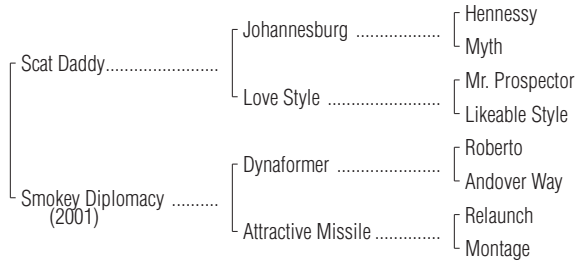 Hennessy
Johannesburg ..................
Myth
Scat Daddy........................
Mr. Prospector
Love Style ........................
Likeable Style
Roberto
Dynaformer ......................
Andover Way
Smokey Diplomacy ..........
(2001)
Relaunch
Attractive Missile..............
Montage